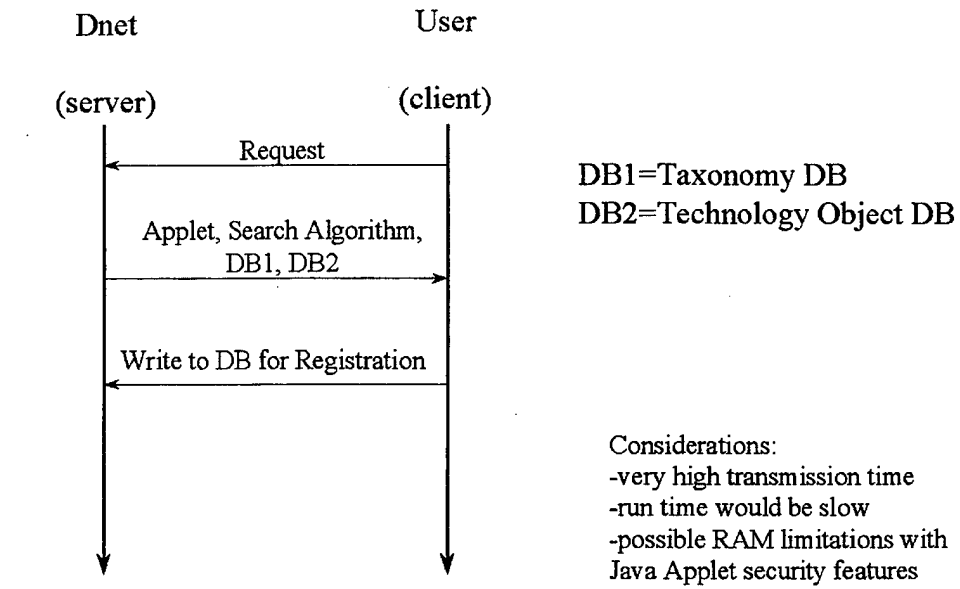 Dnet
User
(server)
(client)
Request
DB1=Taxonomy DB
DB2=Technology Object DB
Applet, Search Algorithm,
DB1, DB2
Write to DB for Registration
Considerations:
-very high transmission time
-run time would be slow
-possible RAM limitations with
Java Applet security features